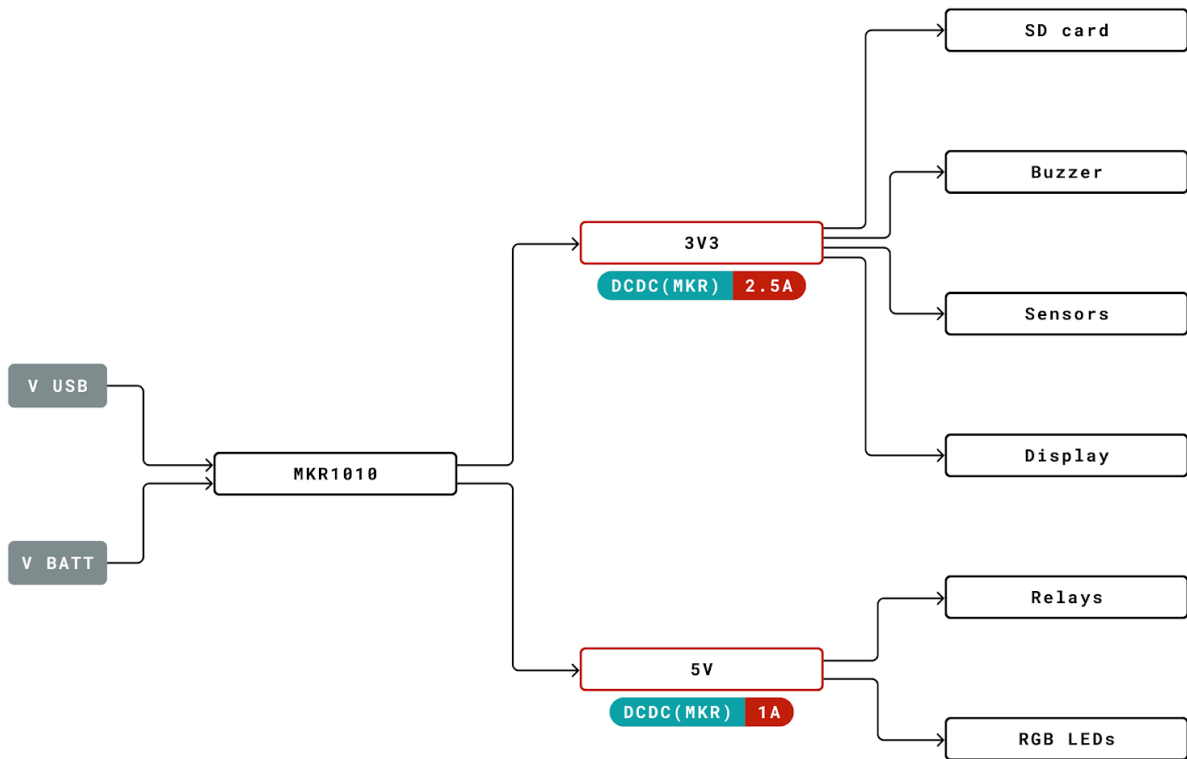 SD card
Buzzer
3V3
DCDC(MKR) 2.5A
Sensors
V USB
Display
MKR1010
V BATT
Relays
5V
DCDC(MKR) 1A
RGB LEDs